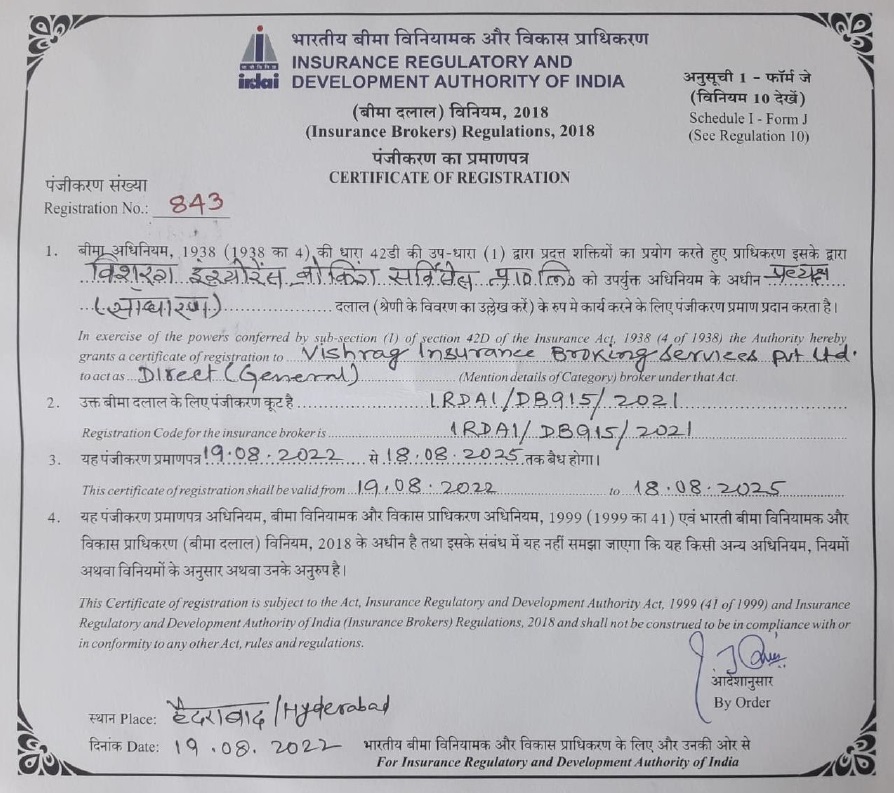 भारतीय बीमा विनियामक और विकास प्राधिकरण
INSURANCE REGULATORY AND
DEVELOPMENT AUTHORITY OF INDIA
irdai
(बीमा दलाल) विनियम, 2018
(Insurance Brokers) Regulations, 2018
अनुसूची 1 - फॉर्म जे
(विनियम 10 देखें)
Schedule I - Form J
(See Regulation 10)
पंजीकरण का प्रमाणपत्र
CERTIFICATE OF REGISTRATION
पंजीकरण संख्या
Registration No.: 843
1. बीमा अधिनियम, 1938 (1938 का 4) की धारा 42डी की उप-धारा (1) द्वारा प्रदत्त शक्तियों का प्रयोग करते हुए प्राधिकरण इसके द्वारा
इंश्योरेंस ब्रोकिंग सर्विसेस प्रा० लि० को उपर्युक्त अधिनियम के अधीन प्रत्यक्ष
(साधारण) दलाल (श्रेणी के विवरण का उल्लेख करें) के रुप मे कार्य करने के लिए पंजीकरण प्रमाण प्रदान करता है।
In exercise of the powers conferred by sub-section (1) of section 42D of the Insurance Act, 1938 (4 of 1938) the Authority hereby
grants a certificate of registration to Vishrag Insurance Broking Services Pvt Ltd.
to act as Direct (General) (Mention details of Category) broker under that Act.
2. उक्त बीमा दलाल के लिए पंजीकरण कूट है IRDAI/DB915/2021
Registration Code for the insurance broker is IRDAI/DB915/2021
3. यह पंजीकरण प्रमाणपत्र 19.08.2022 से 18.08.2025 तक बैध होगा।
This certificate of registration shall be valid from 19.08.2022 to 18.08.2025
4. यह पंजीकरण प्रमाणपत्र अधिनियम, बीमा विनियामक और विकास प्राधिकरण अधिनियम, 1999 (1999 का 41) एवं भारती बीमा विनियामक और
विकास प्राधिकरण (बीमा दलाल) विनियम, 2018 के अधीन है तथा इसके संबंध में यह नहीं समझा जाएगा कि यह किसी अन्य अधिनियम, नियमों
अथवा विनियमों के अनुसार अथवा उनके अनुरुप है।
This Certificate of registration is subject to the Act, Insurance Regulatory and Development Authority Act, 1999 (41 of 1999) and Insurance
Regulatory and Development Authority of India (Insurance Brokers) Regulations, 2018 and shall not be construed to be in compliance with or
in conformity to any other Act, rules and regulations.
आदेशानुसार
By Order
स्थान Place: हैदराबाद/Hyderabad
दिनांक Date: 19.08.2022
भारतीय बीमा विनियामक और विकास प्राधिकरण के लिए और उनकी ओर से
For Insurance Regulatory and Development Authority of India